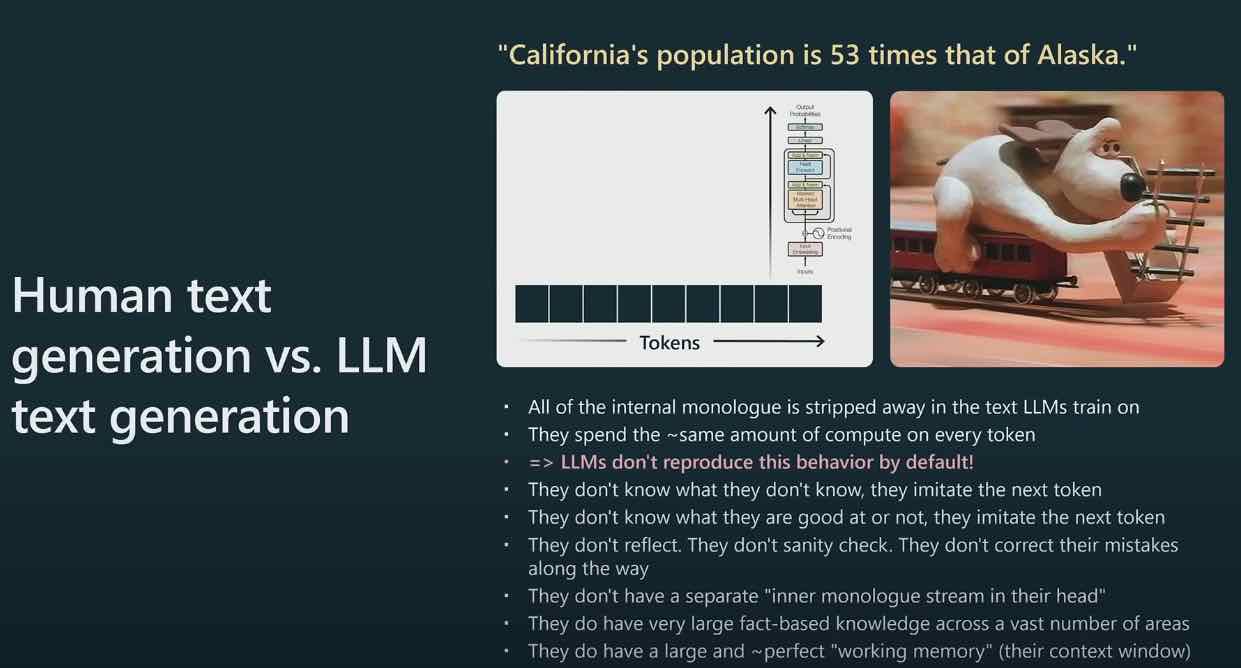 "California's population is 53 times that of Alaska."
Human text
generation vs. LLM
text generation
Output
Probabilities
Softmax
Linear
Add & Norm
Feed
Forward
Add & Norm
Masked
Multi-Head
Attention
Positional
Encoding
Input
Embedding
Inputs
Tokens
· All of the internal monologue is stripped away in the text LLMs train on
· They spend the ~same amount of compute on every token
· => LLMs don't reproduce this behavior by default!
· They don't know what they don't know, they imitate the next token
· They don't know what they are good at or not, they imitate the next token
· They don't reflect. They don't sanity check. They don't correct their mistakes
along the way
· They don't have a separate "inner monologue stream in their head"
· They do have very large fact-based knowledge across a vast number of areas
· They do have a large and ~perfect "working memory" (their context window)